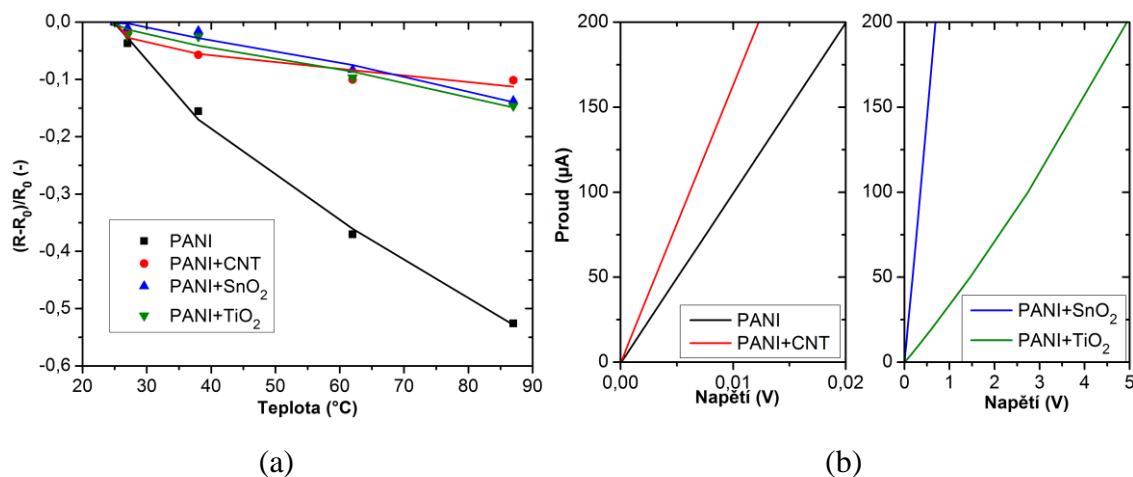 0,0
-0,1
-0,2
-0,3
-0,4
-0,5
-0,6
(R-R₀)/R₀ (-)
PANI
PANI+CNT
PANI+SnO₂
PANI+TiO₂
20 30 40 50 60 70 80 90
Teplota (°C)
(a)
200
150
100
50
0
Proud (µA)
PANI
PANI+CNT
0,00 0,01 0,02
Napětí (V)
200
150
100
50
0
PANI+SnO₂
PANI+TiO₂
0 1 2 3 4 5
Napětí (V)
(b)